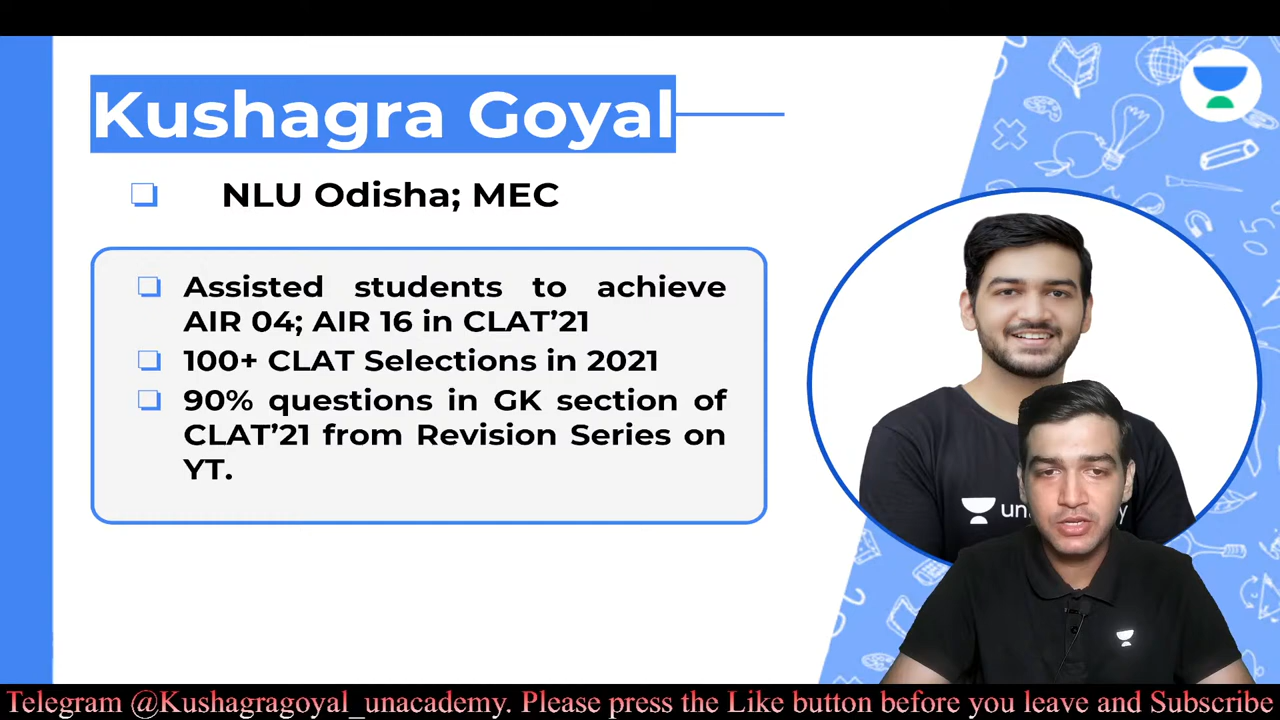 Kushagra Goyal
NLU Odisha; MEC
Assisted students to achieve
AIR 04; AIR 16 in CLAT’21
100+ CLAT Selections in 2021
90% questions in GK section of
CLAT’21 from Revision Series on
YT.
Telegram @Kushagragoyal_unacademy. Please press the Like button before you leave and Subscribe